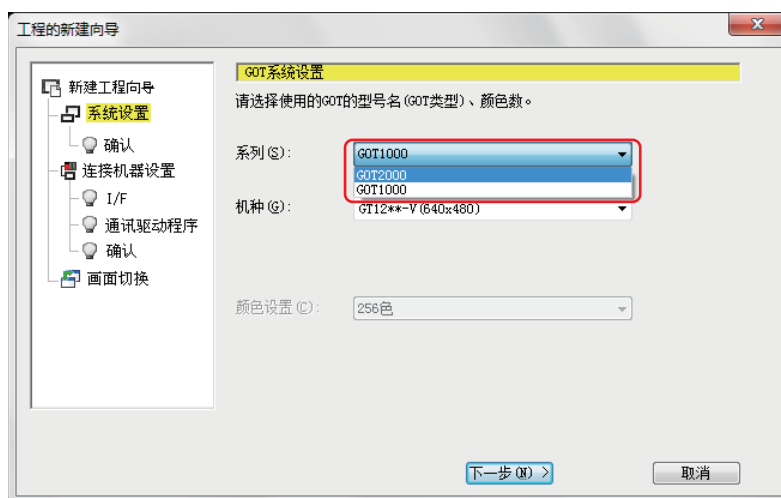 工程的新建向导
新建工程向导
系统设置
确认
连接机器设置
I/F
通讯驱动程序
确认
画面切换
GOT系统设置
请选择使用的GOT的型号名(GOT类型)、颜色数。
系列(S):
GOT1000
GOT2000
GOT1000
机种(G):
GT12**-V(640x480)
颜色设置(C):
256色
下一步(N) >
取消